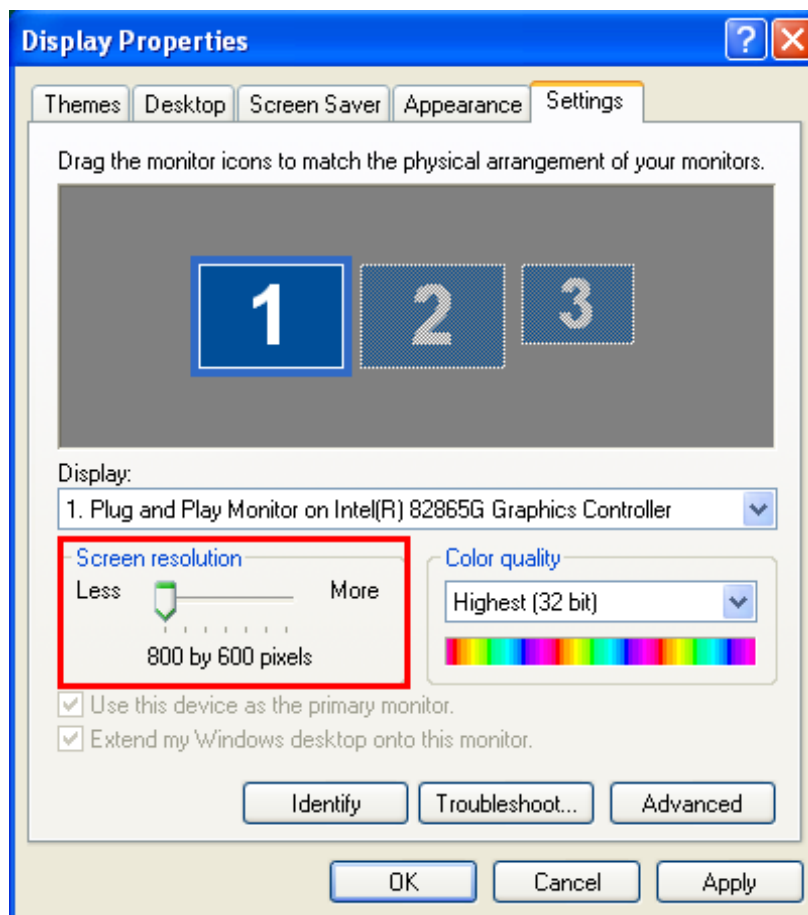 Display Properties
?
Themes Desktop Screen Saver Appearance Settings
Drag the monitor icons to match the physical arrangement of your monitors.
1 2 3
Display:
1. Plug and Play Monitor on Intel(R) 82865G Graphics Controller
Screen resolution
Less More
800 by 600 pixels
Color quality
Highest (32 bit)
Use this device as the primary monitor.
Extend my Windows desktop onto this monitor.
Identify Troubleshoot... Advanced
OK Cancel Apply